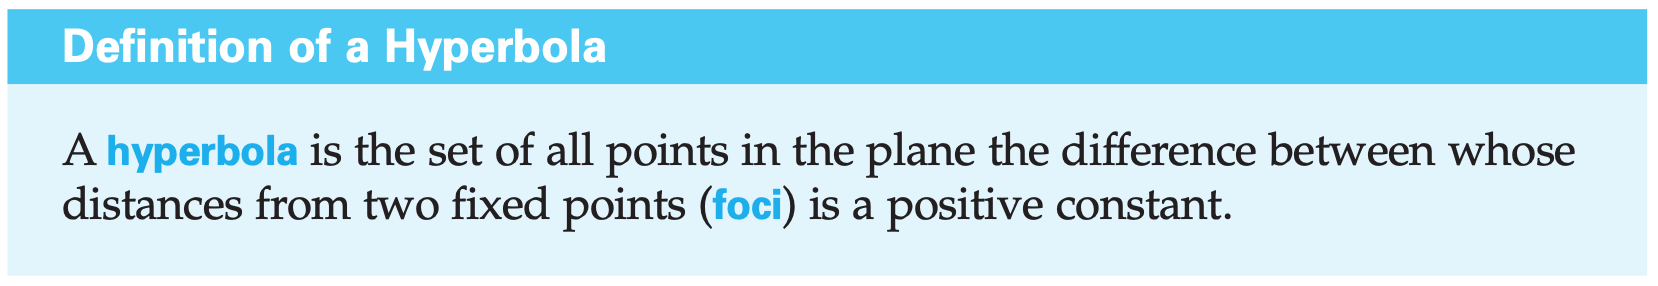 Definition of a Hyperbola
A hyperbola is the set of all points in the plane the difference between whose
distances from two fixed points (foci) is a positive constant.